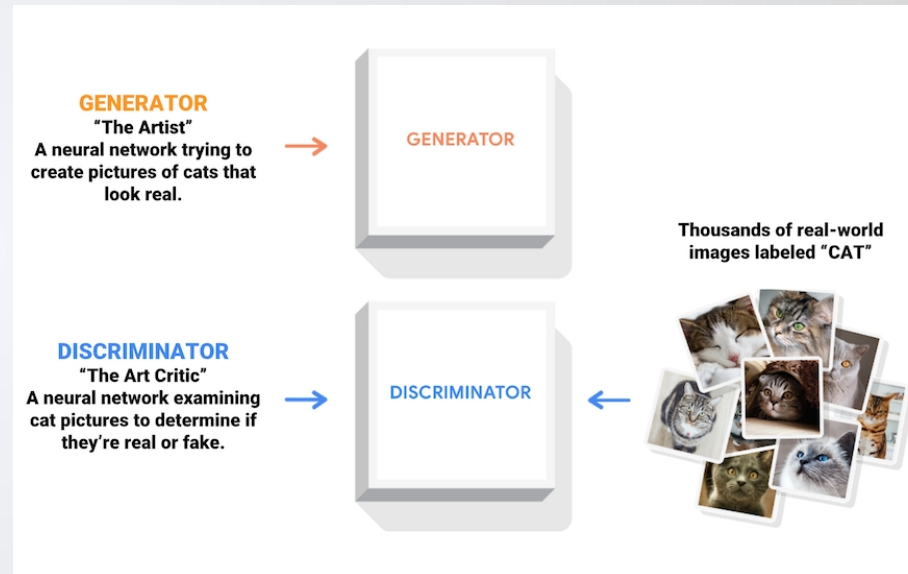 GENERATOR
“The Artist”
A neural network trying to
create pictures of cats that
look real.
GENERATOR
Thousands of real-world
images labeled “CAT”
DISCRIMINATOR
“The Art Critic”
A neural network examining
cat pictures to determine if
they’re real or fake.
DISCRIMINATOR